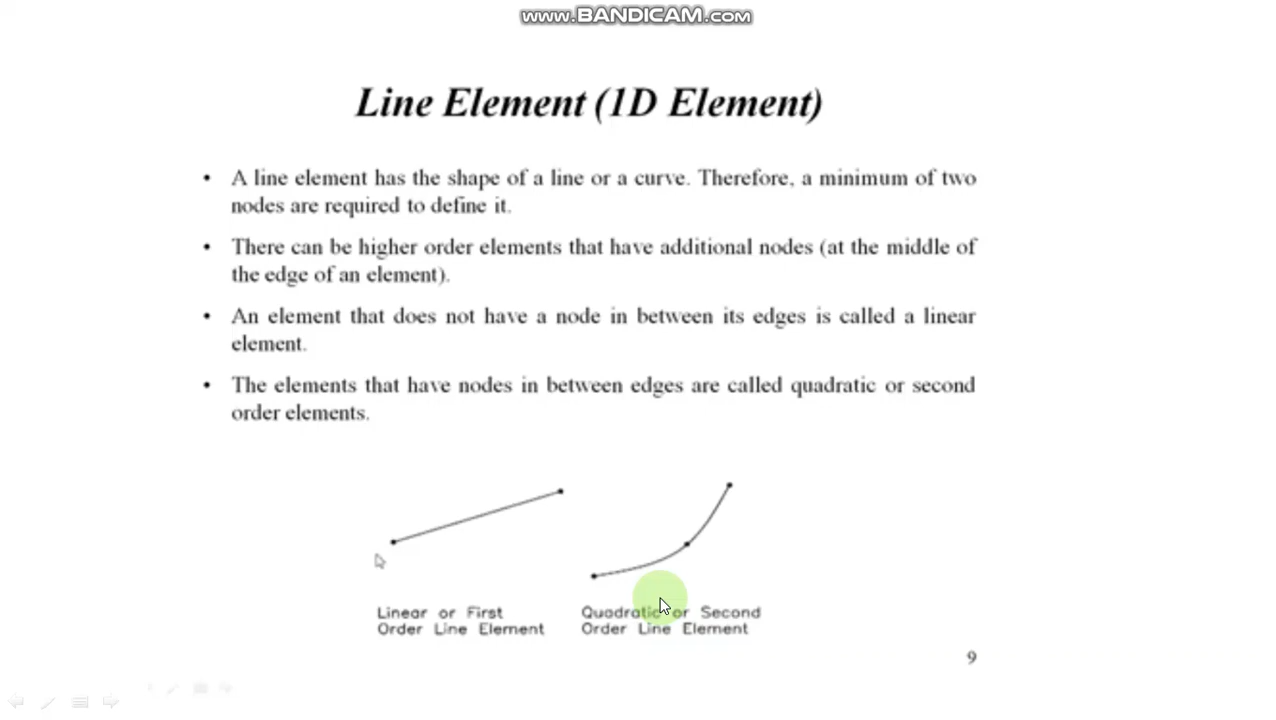 www.BANDICAM.com
Line Element (1D Element)
• A line element has the shape of a line or a curve. Therefore, a minimum of two
nodes are required to define it.
• There can be higher order elements that have additional nodes (at the middle of
the edge of an element).
• An element that does not have a node in between its edges is called a linear
element.
• The elements that have nodes in between edges are called quadratic or second
order elements.
Linear or First
Order Line Element
Quadratic or Second
Order Line Element
9